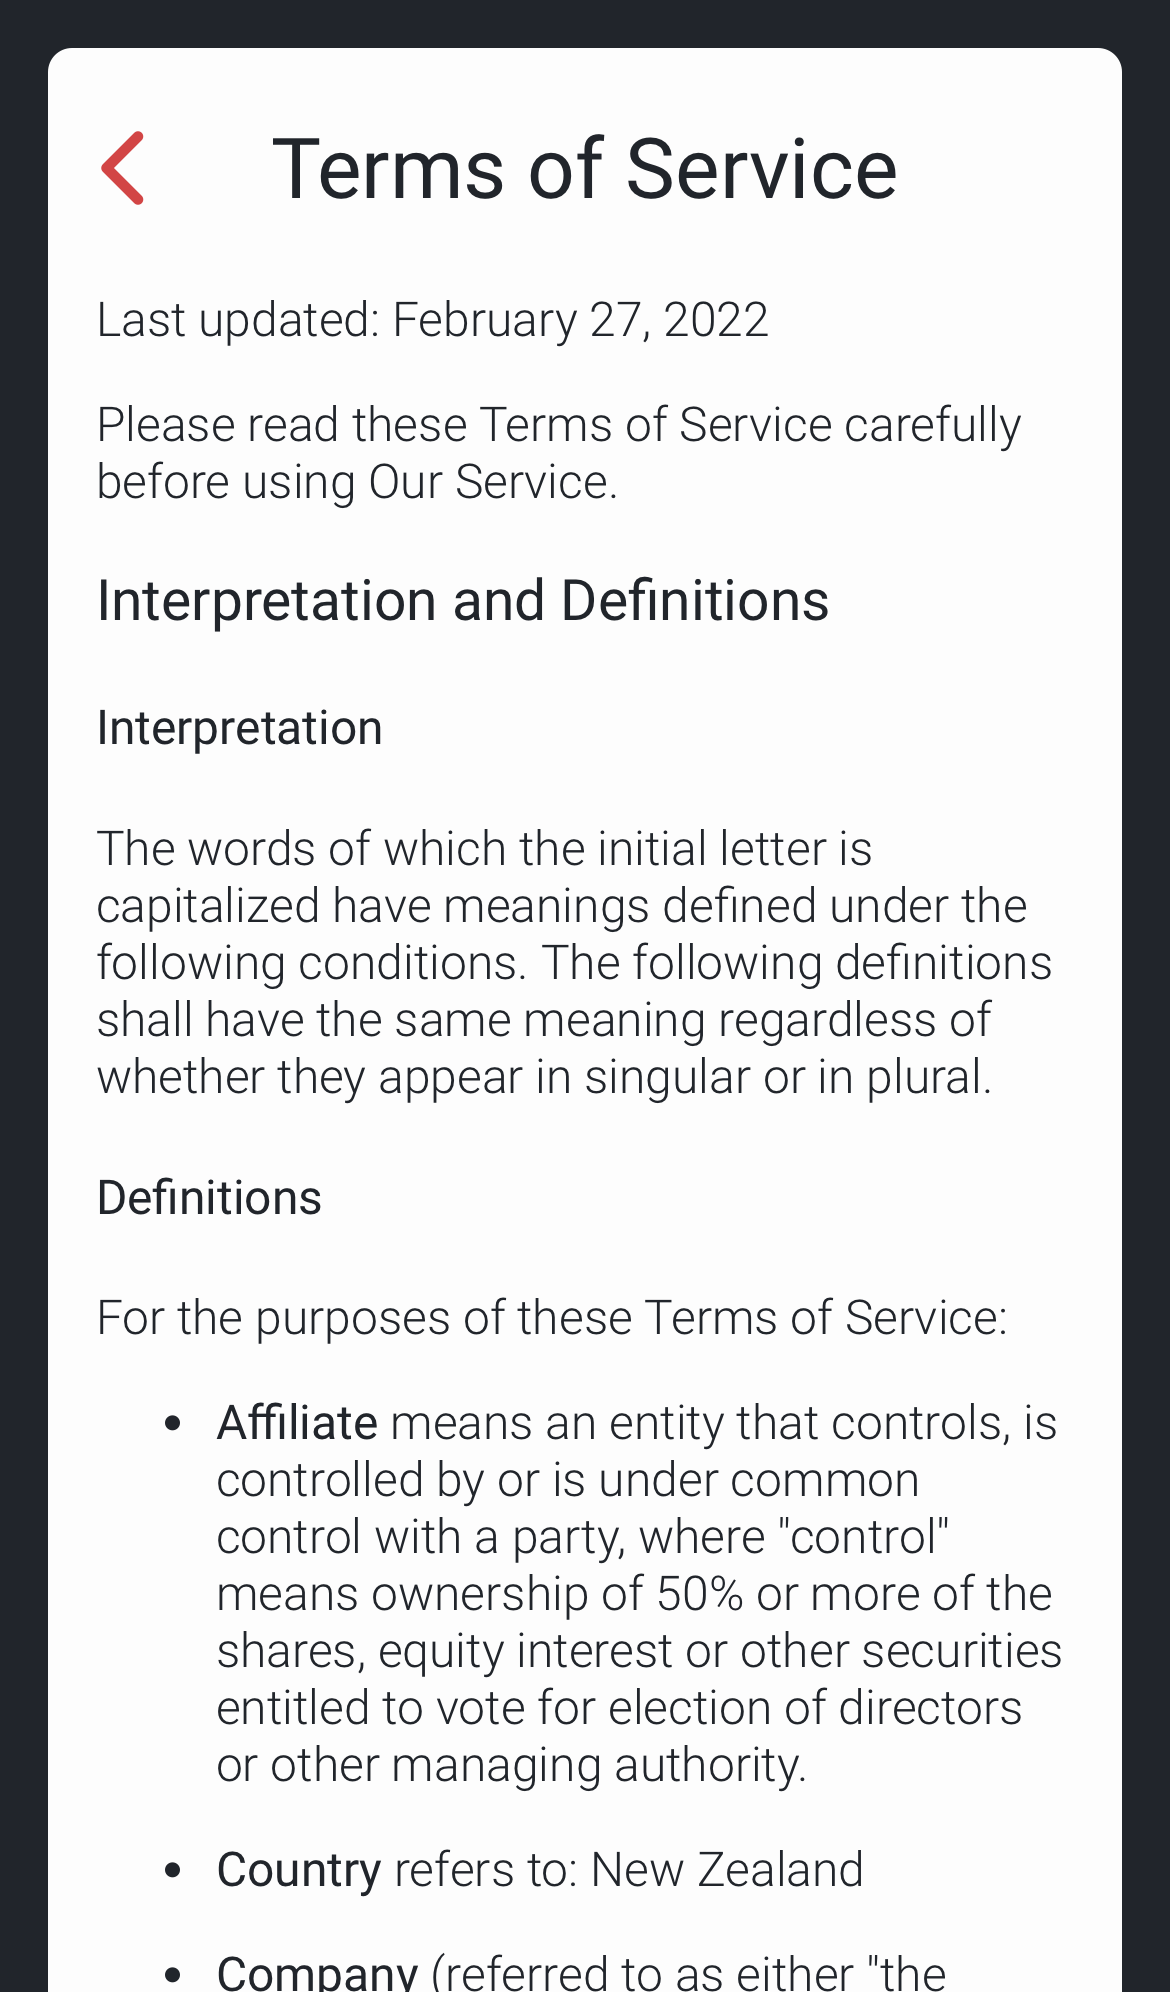 Terms of Service
Last updated: February 27, 2022
Please read these Terms of Service carefully
before using Our Service.
Interpretation and Definitions
Interpretation
The words of which the initial letter is
capitalized have meanings defined under the
following conditions. The following definitions
shall have the same meaning regardless of
whether they appear in singular or in plural.
Definitions
For the purposes of these Terms of Service:
• Affiliate means an entity that controls, is
controlled by or is under common
control with a party, where "control"
means ownership of 50% or more of the
shares, equity interest or other securities
entitled to vote for election of directors
or other managing authority.
• Country refers to: New Zealand
• Company (referred to as either "the